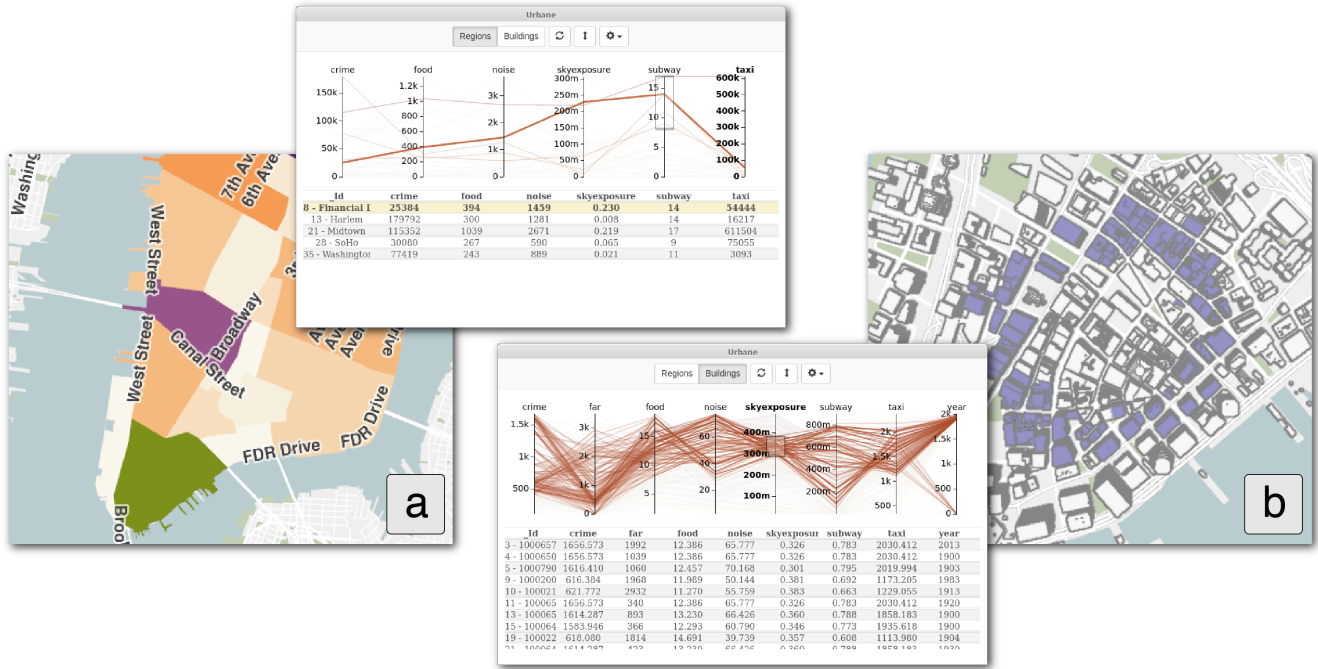 Urbane
Regions Buildings
crime food noise skyexposure subway taxi
150k 100k 50k 0
1.2k 1k 800 600 400 200 0
3k 2k 1k 0
300m 250m 200m 150m 100m 50m 0
15 10 5 0
600k 500k 400k 300k 200k 100k 0
_Id crime food noise skyexposure subway taxi
8 - Financial I 25384 394 1459 0.230 14 54444
13 - Harlem 179792 300 1281 0.008 14 16217
21 - Midtown 115352 1039 2671 0.219 17 611504
28 - SoHo 30080 267 590 0.065 9 75055
35 - Washingtor 77419 243 889 0.021 11 3093
Washing
7th Av
6th Ave
West Street
3r
Broadway
Canal Street
West Street
Av
Av
Aven
Drive
FDR Drive
FDR Drive
Broo
a
Urbane
Regions Buildings
crime far food noise skyexposure subway taxi year
1.5k 1k 500
3k 2k 1k 0
15 10 5
60 40 20
400m 300m 200m 100m
800m 600m 400m 200m
2k 1.5k 1k 500
2k 1.5k 1k 500 0
_Id crime far food noise skyexposur subway taxi year
3 - 1000657 1656.573 1992 12.386 65.777 0.326 0.783 2030.412 2013
4 - 1000650 1656.573 1039 12.386 65.777 0.326 0.783 2030.412 1900
5 - 1000790 1616.410 1060 12.457 70.168 0.301 0.795 2019.994 1903
9 - 1000200 616.384 1968 11.989 50.144 0.381 0.692 1173.205 1983
10 - 100021 621.772 2932 11.270 55.759 0.383 0.663 1229.055 1913
11 - 100065 1656.573 340 12.386 65.777 0.326 0.783 2030.412 1920
13 - 100065 1614.287 893 13.230 66.426 0.360 0.788 1858.183 1900
15 - 100064 1583.946 366 12.293 60.790 0.346 0.773 1935.618 1900
19 - 100022 618.080 1814 14.691 39.739 0.357 0.608 1113.980 1904
b